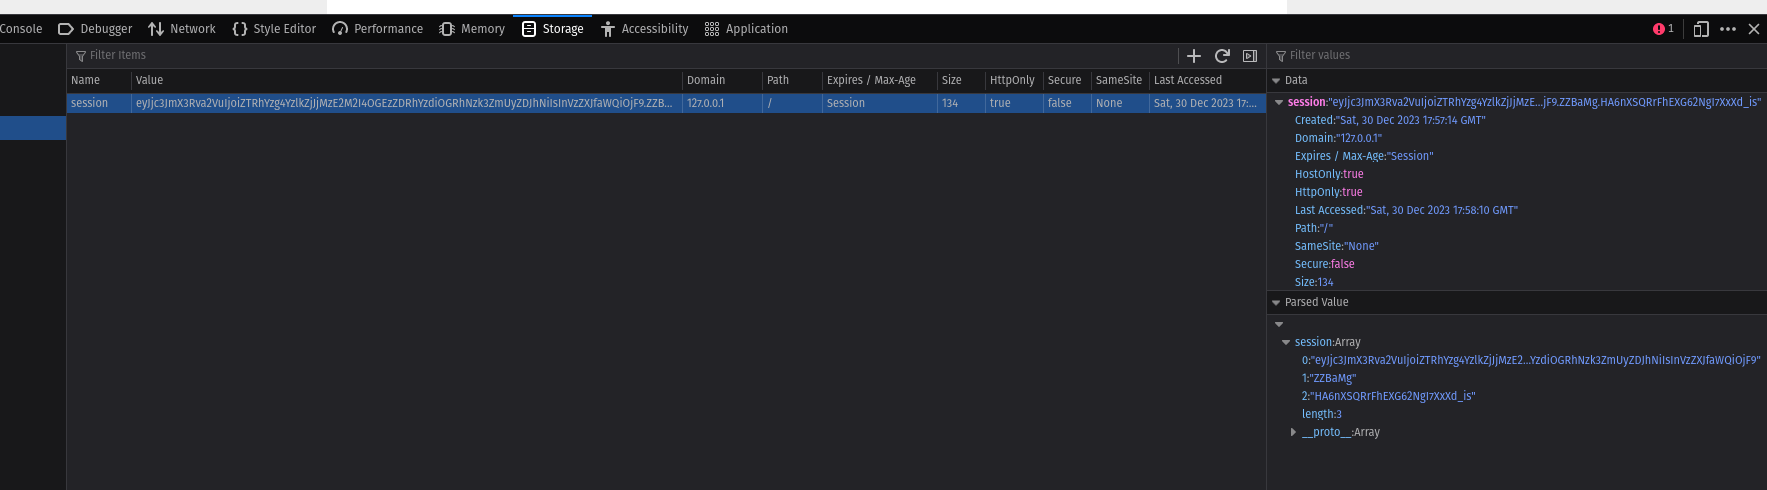 Console Debugger Network Style Editor Performance Memory Storage Accessibility Application 1
Filter Items
Filter values
Name Value Domain Path Expires / Max-Age Size HttpOnly Secure SameSite Last Accessed
session eyJjc3JmX3Rva2VuIjoiZTRhYzg4YzlkZjJjMzE2M2I4OGEzZDRhYzdiOGRhNzk3ZmUyZDJhNiIsInVzZXJfaWQiOjF9.ZZB... 127.0.0.1 / Session 134 true false None Sat, 30 Dec 2023 17:...
Data
session:"eyJjc3JmX3Rva2VuIjoiZTRhYzg4YzlkZjJjMzE...jF9.ZZBaMg.HA6nXSQRrFhEXG62NgI7XxXd_is"
Created:"Sat, 30 Dec 2023 17:57:14 GMT"
Domain:"127.0.0.1"
Expires / Max-Age:"Session"
HostOnly:true
HttpOnly:true
Last Accessed:"Sat, 30 Dec 2023 17:58:10 GMT"
Path:"/"
SameSite:"None"
Secure:false
Size:134
Parsed Value
session:Array
0:"eyJjc3JmX3Rva2VuIjoiZTRhYzg4YzlkZjJjMzE2...YzdiOGRhNzk3ZmUyZDJhNiIsInVzZXJfaWQiOjF9"
1:"ZZBaMg"
2:"HA6nXSQRrFhEXG62NgI7XxXd_is"
length:3
__proto__:Array